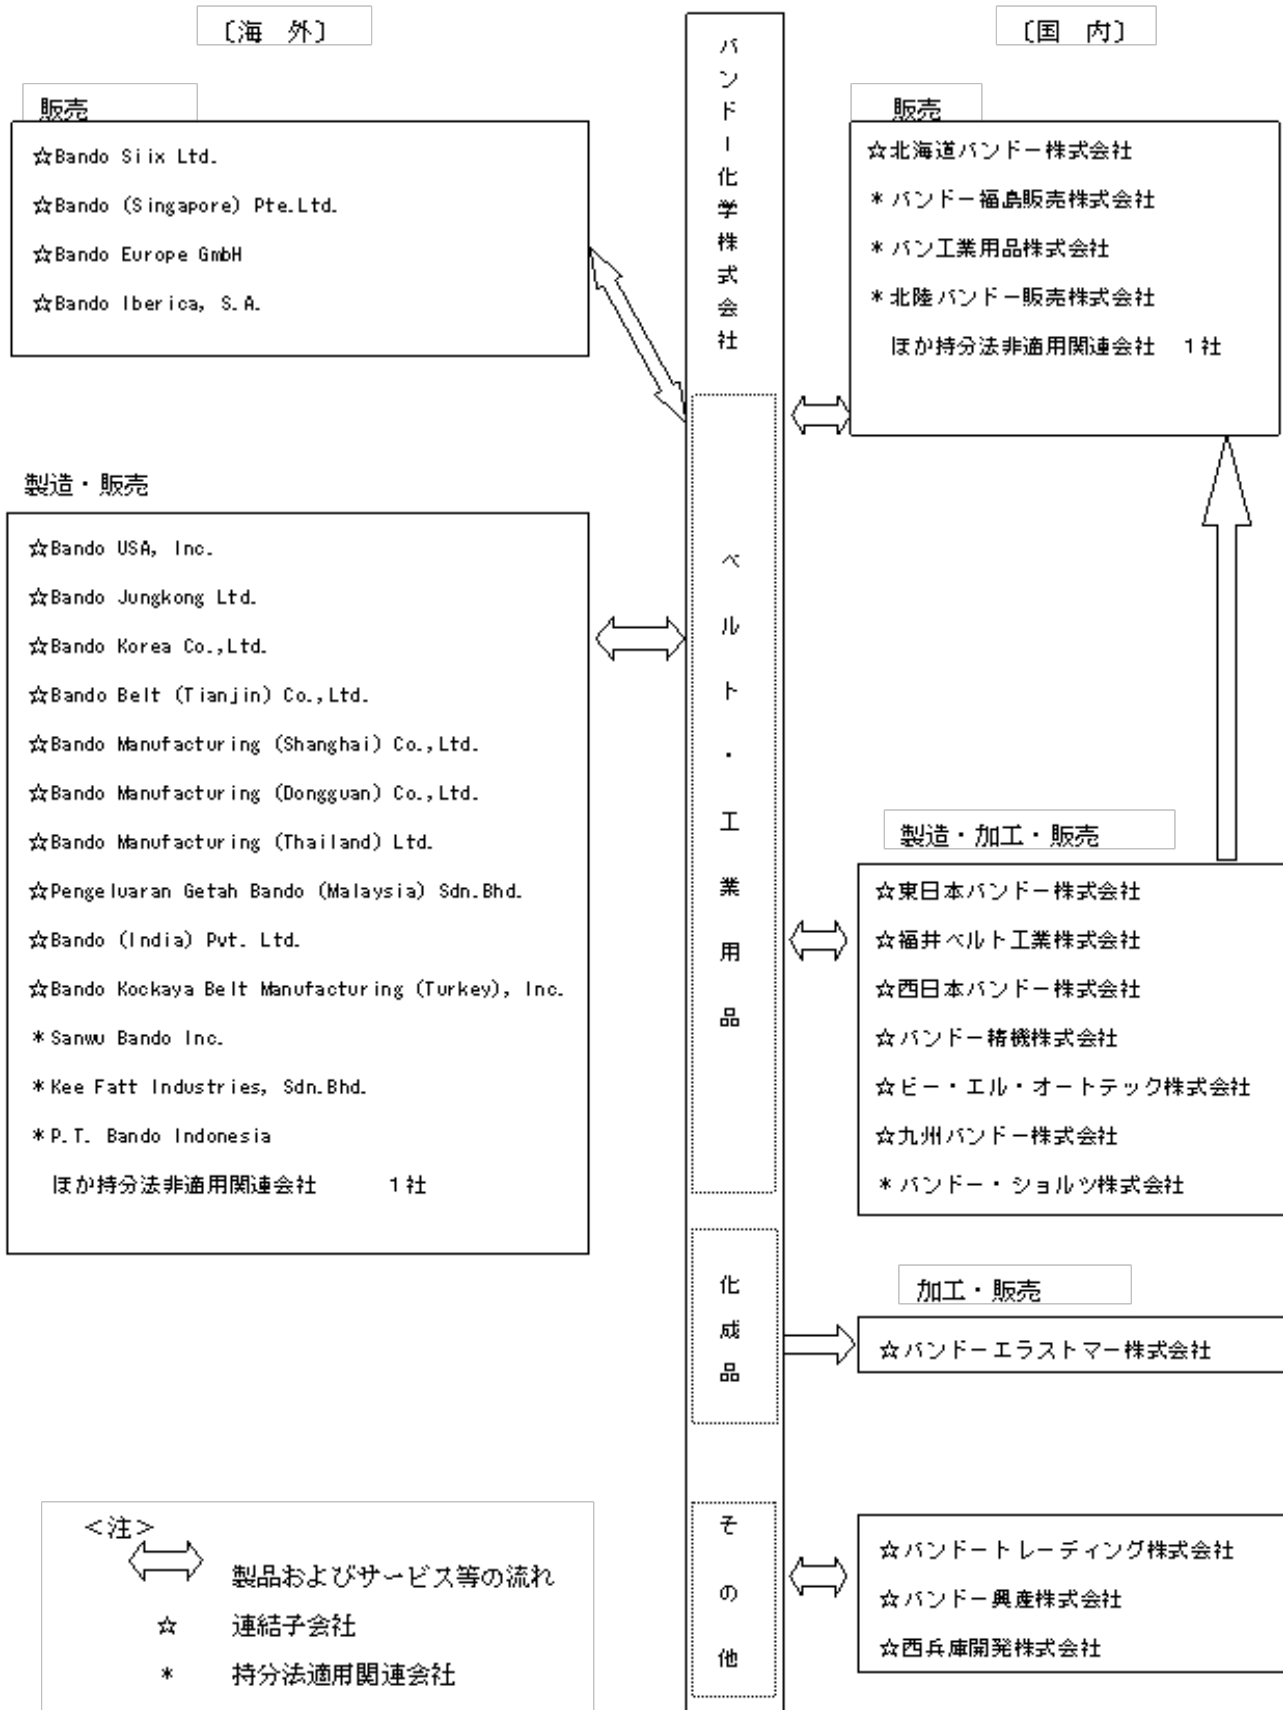 〔海　外〕
販売
☆Bando Siix Ltd.
☆Bando (Singapore) Pte.Ltd.
☆Bando Europe GmbH
☆Bando Iberica, S.A.
製造・販売
☆Bando USA, Inc.
☆Bando Jungkong Ltd.
☆Bando Korea Co.,Ltd.
☆Bando Belt (Tianjin) Co.,Ltd.
☆Bando Manufacturing (Shanghai) Co.,Ltd.
☆Bando Manufacturing (Dongguan) Co.,Ltd.
☆Bando Manufacturing (Thailand) Ltd.
☆Pengeluaran Getah Bando (Malaysia) Sdn.Bhd.
☆Bando (India) Pvt. Ltd.
☆Bando Kockaya Belt Manufacturing (Turkey), Inc.
＊Sanwu Bando Inc.
＊Kee Fatt Industries, Sdn.Bhd.
＊P.T. Bando Indonesia
ほか持分法非適用関連会社　　　1社
＜注＞
製品およびサービス等の流れ
☆　連結子会社
＊　持分法適用関連会社
バンドー化学株式会社
ベルト・工業用品
化成品
その他
〔国　内〕
販売
☆北海道バンドー株式会社
＊バンドー福島販売株式会社
＊バン工業用品株式会社
＊北陸バンドー販売株式会社
ほか持分法非適用関連会社　1社
製造・加工・販売
☆東日本バンドー株式会社
☆福井ベルト工業株式会社
☆西日本バンドー株式会社
☆バンドー精機株式会社
☆ビー・エル・オートテック株式会社
☆九州バンドー株式会社
＊バンドー・ショルツ株式会社
加工・販売
☆バンドーエラストマー株式会社
☆バンドートレーディング株式会社
☆バンドー興産株式会社
☆西兵庫開発株式会社